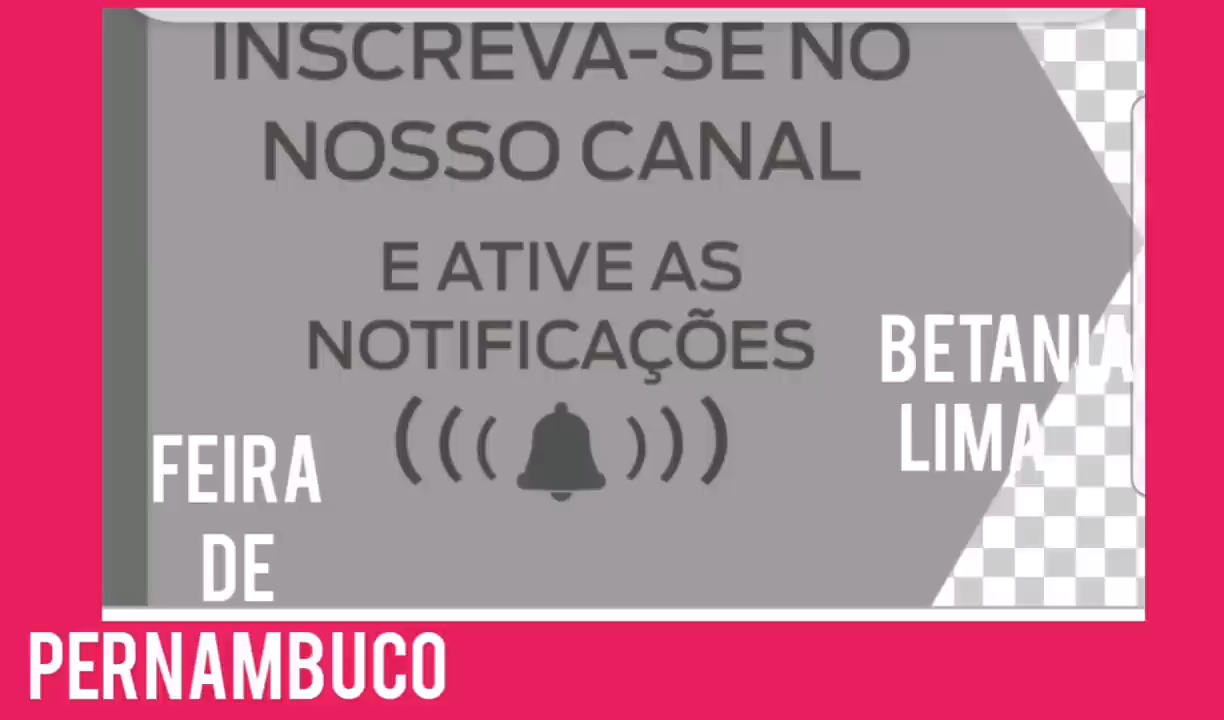 INSCREVA-SE NO
NOSSO CANAL
E ATIVE AS
NOTIFICAÇÕES
BETANIA
LIMA
FEIRA
DE
PERNAMBUCO